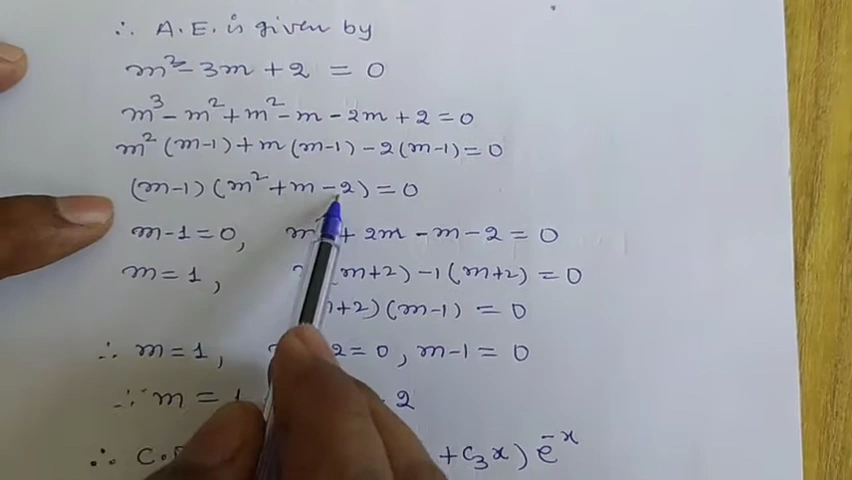 ∴ A.E. is given by
m³ - 3m + 2 = 0
m³ - m² + m² - m - 2m + 2 = 0
m² (m-1) + m (m-1) - 2 (m-1) = 0
(m-1) (m² + m - 2) = 0
m-1 = 0, + 2m - m - 2 = 0
m = 1, m+2) - 1 (m+2) = 0
+2) (m-1) = 0
∴ m = 1, 2 = 0, m-1 = 0
∴ m = 1 2
∴ C. + C₃x) e⁻ˣ